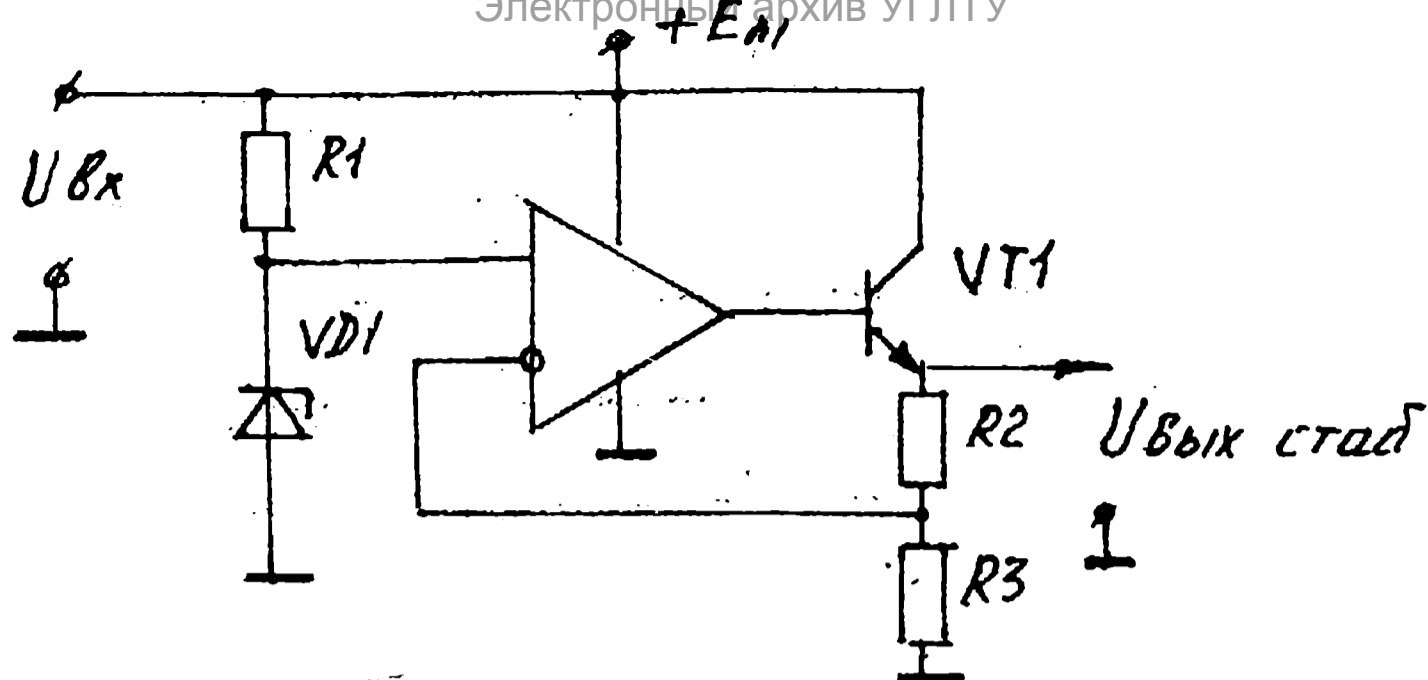 Электронный архив УГЛТУ
+Eп1
Uвх
R1
VD1
VT1
R2
Uвых стаб
R3